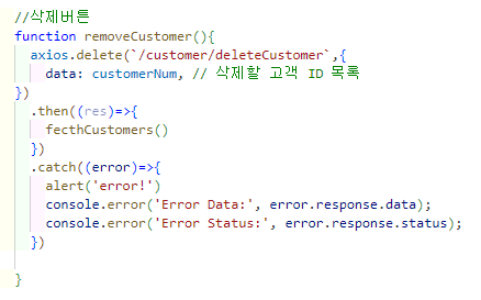 //삭제버튼
function removeCustomer(){
  axios.delete(`/customer/deleteCustomer`,{
    data: customerNum, // 삭제할 고객 ID 목록
})
  .then((res)=>{
    fecthCustomers()
  })
  .catch((error)=>{
    alert('error!')
    console.error('Error Data:', error.response.data);
    console.error('Error Status:', error.response.status);
  })
}